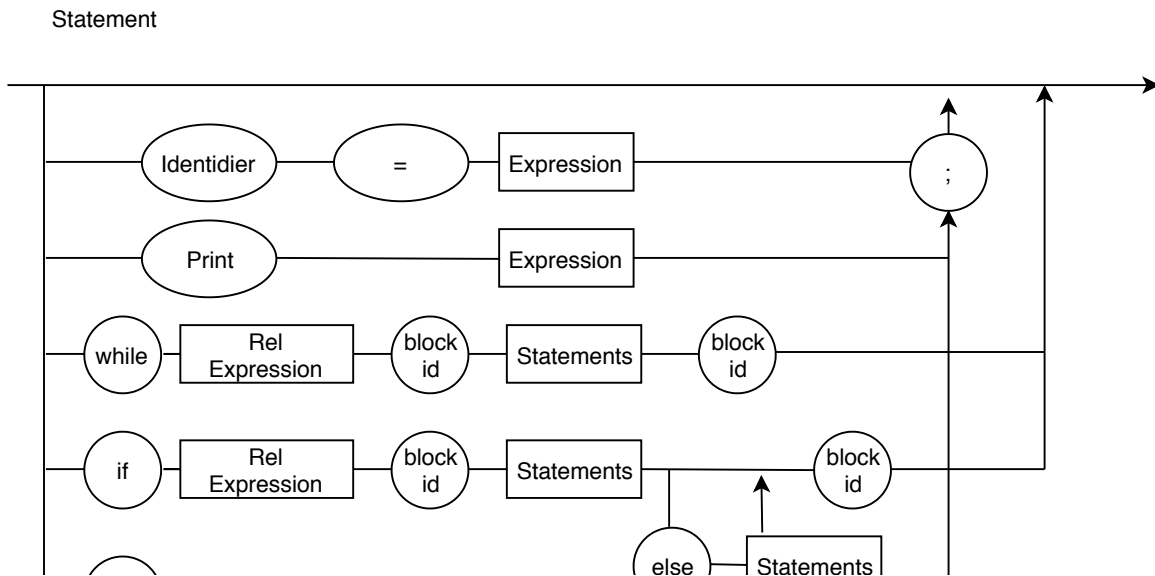 Statement
Identidier
=
Expression
;
Print
Expression
while
Rel
Expression
block
id
Statements
block
id
if
Rel
Expression
block
id
Statements
block
id
else
Statements